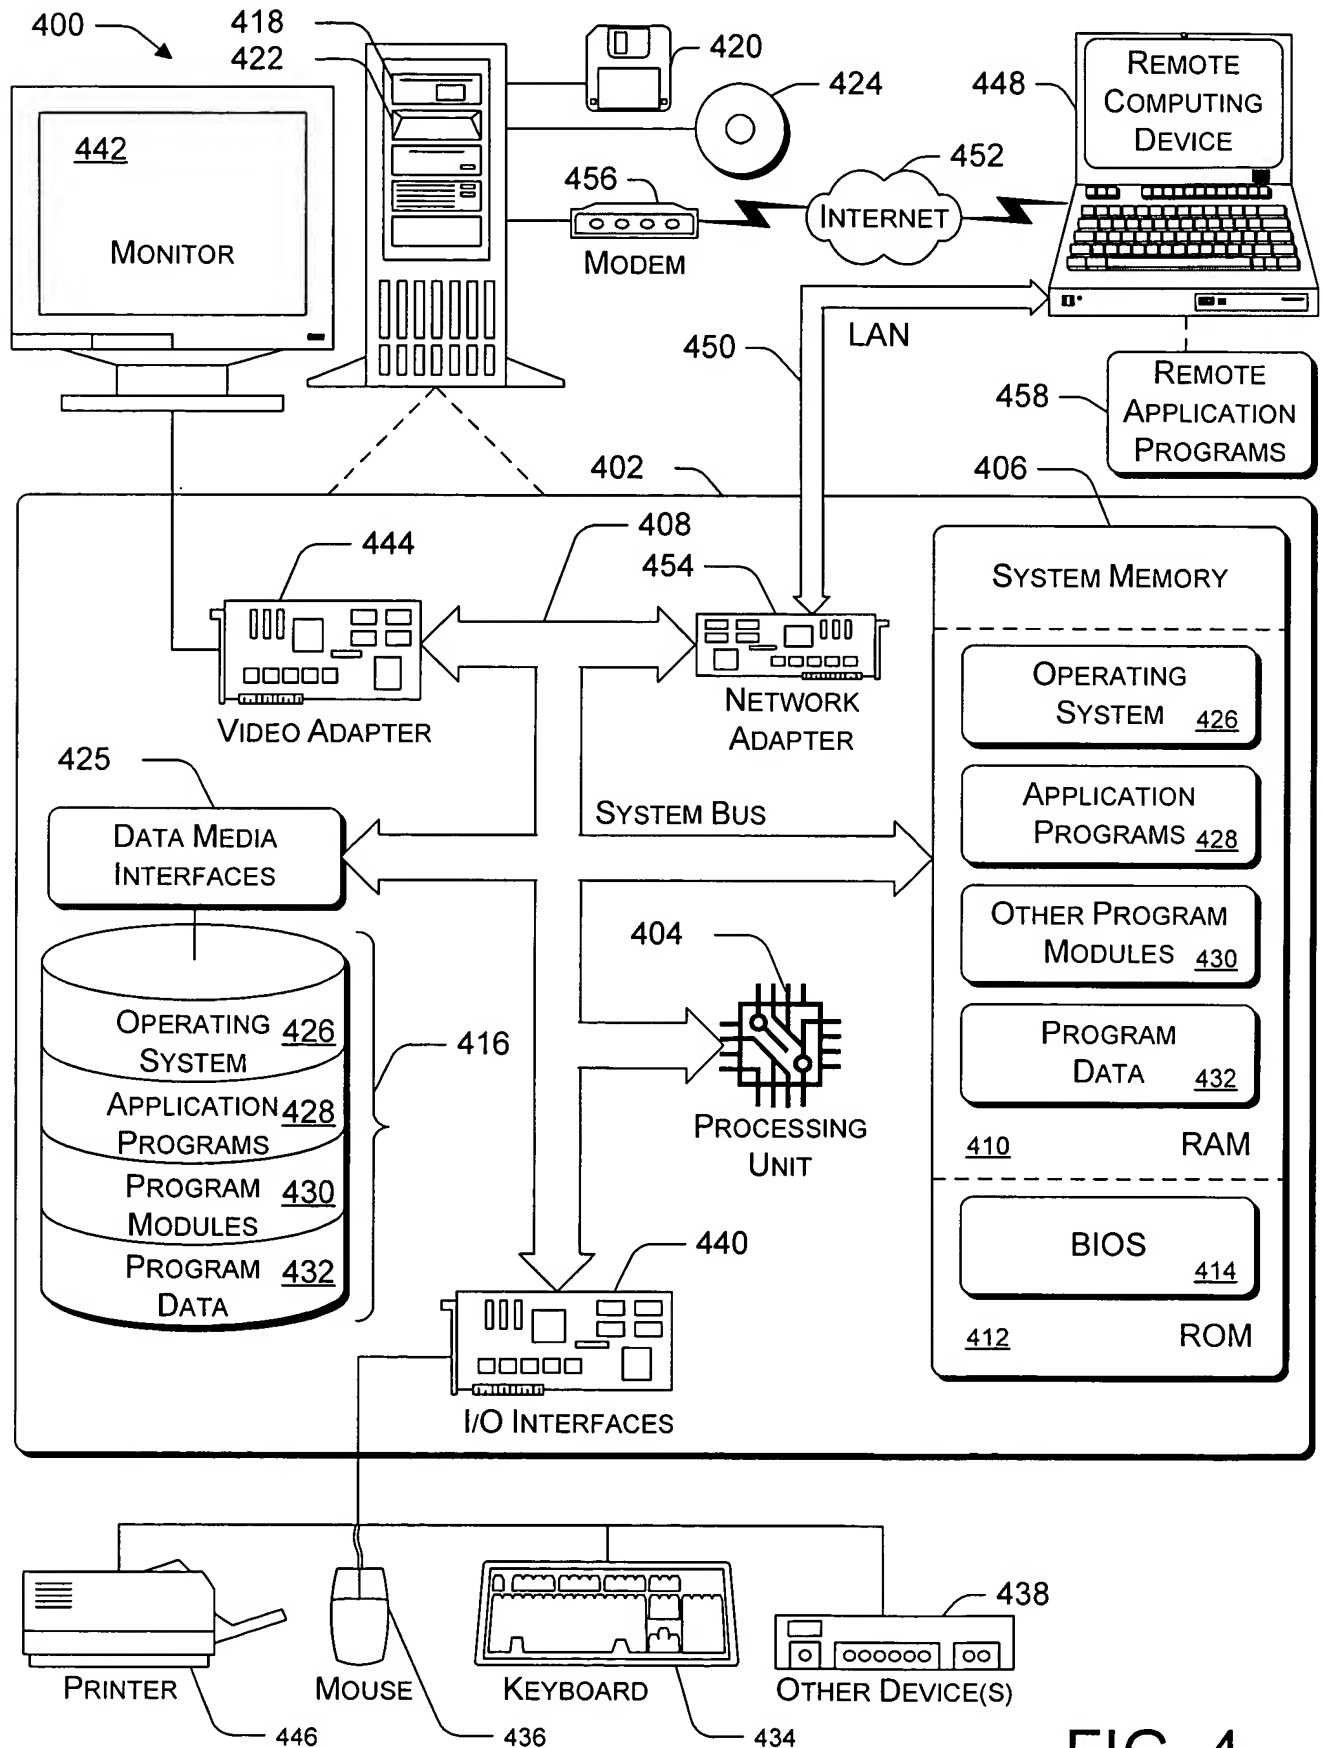 400
418
422
420
424
448
REMOTE
COMPUTING
DEVICE
442
MONITOR
456
MODEM
452
INTERNET
450
LAN
458
REMOTE
APPLICATION
PROGRAMS
402
406
444
408
454
VIDEO ADAPTER
NETWORK
ADAPTER
SYSTEM MEMORY
OPERATING
SYSTEM 426
APPLICATION
PROGRAMS 428
OTHER PROGRAM
MODULES 430
PROGRAM
DATA 432
410 RAM
BIOS
414
412 ROM
425
DATA MEDIA
INTERFACES
SYSTEM BUS
404
PROCESSING
UNIT
OPERATING 426
SYSTEM
APPLICATION 428
PROGRAMS
PROGRAM 430
MODULES
PROGRAM 432
DATA
416
440
I/O INTERFACES
PRINTER
446
MOUSE
436
KEYBOARD
434
438
OTHER DEVICE(S)
FIG. 4